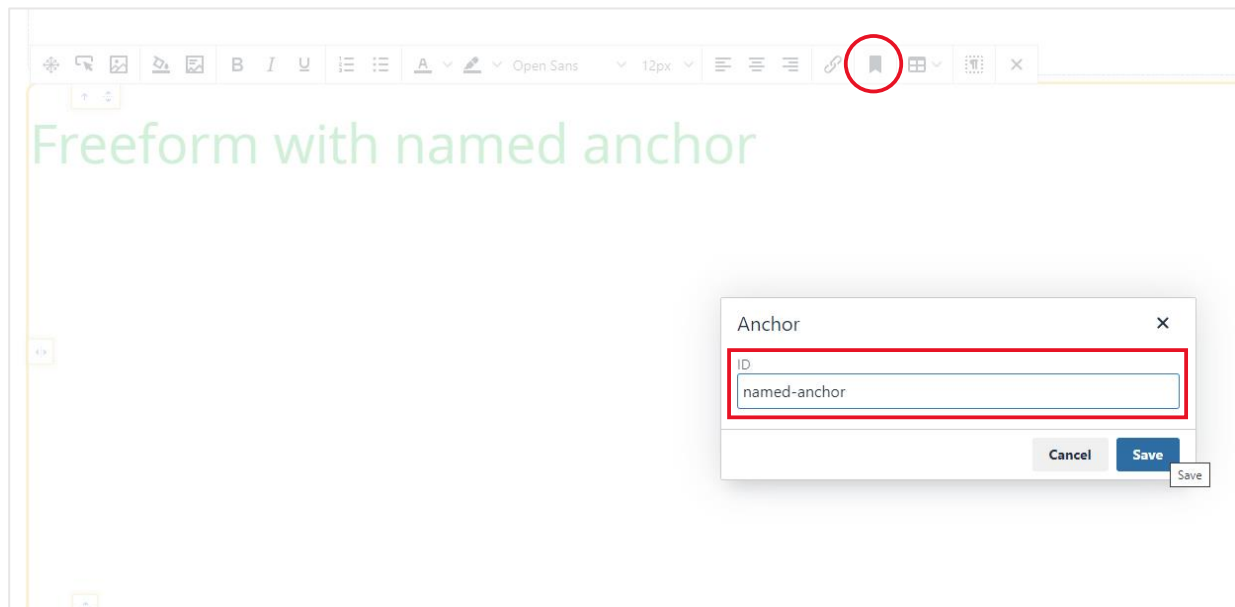 B I U A Open Sans 12px
Freeform with named anchor
Anchor
ID
named-anchor
Cancel Save
Save